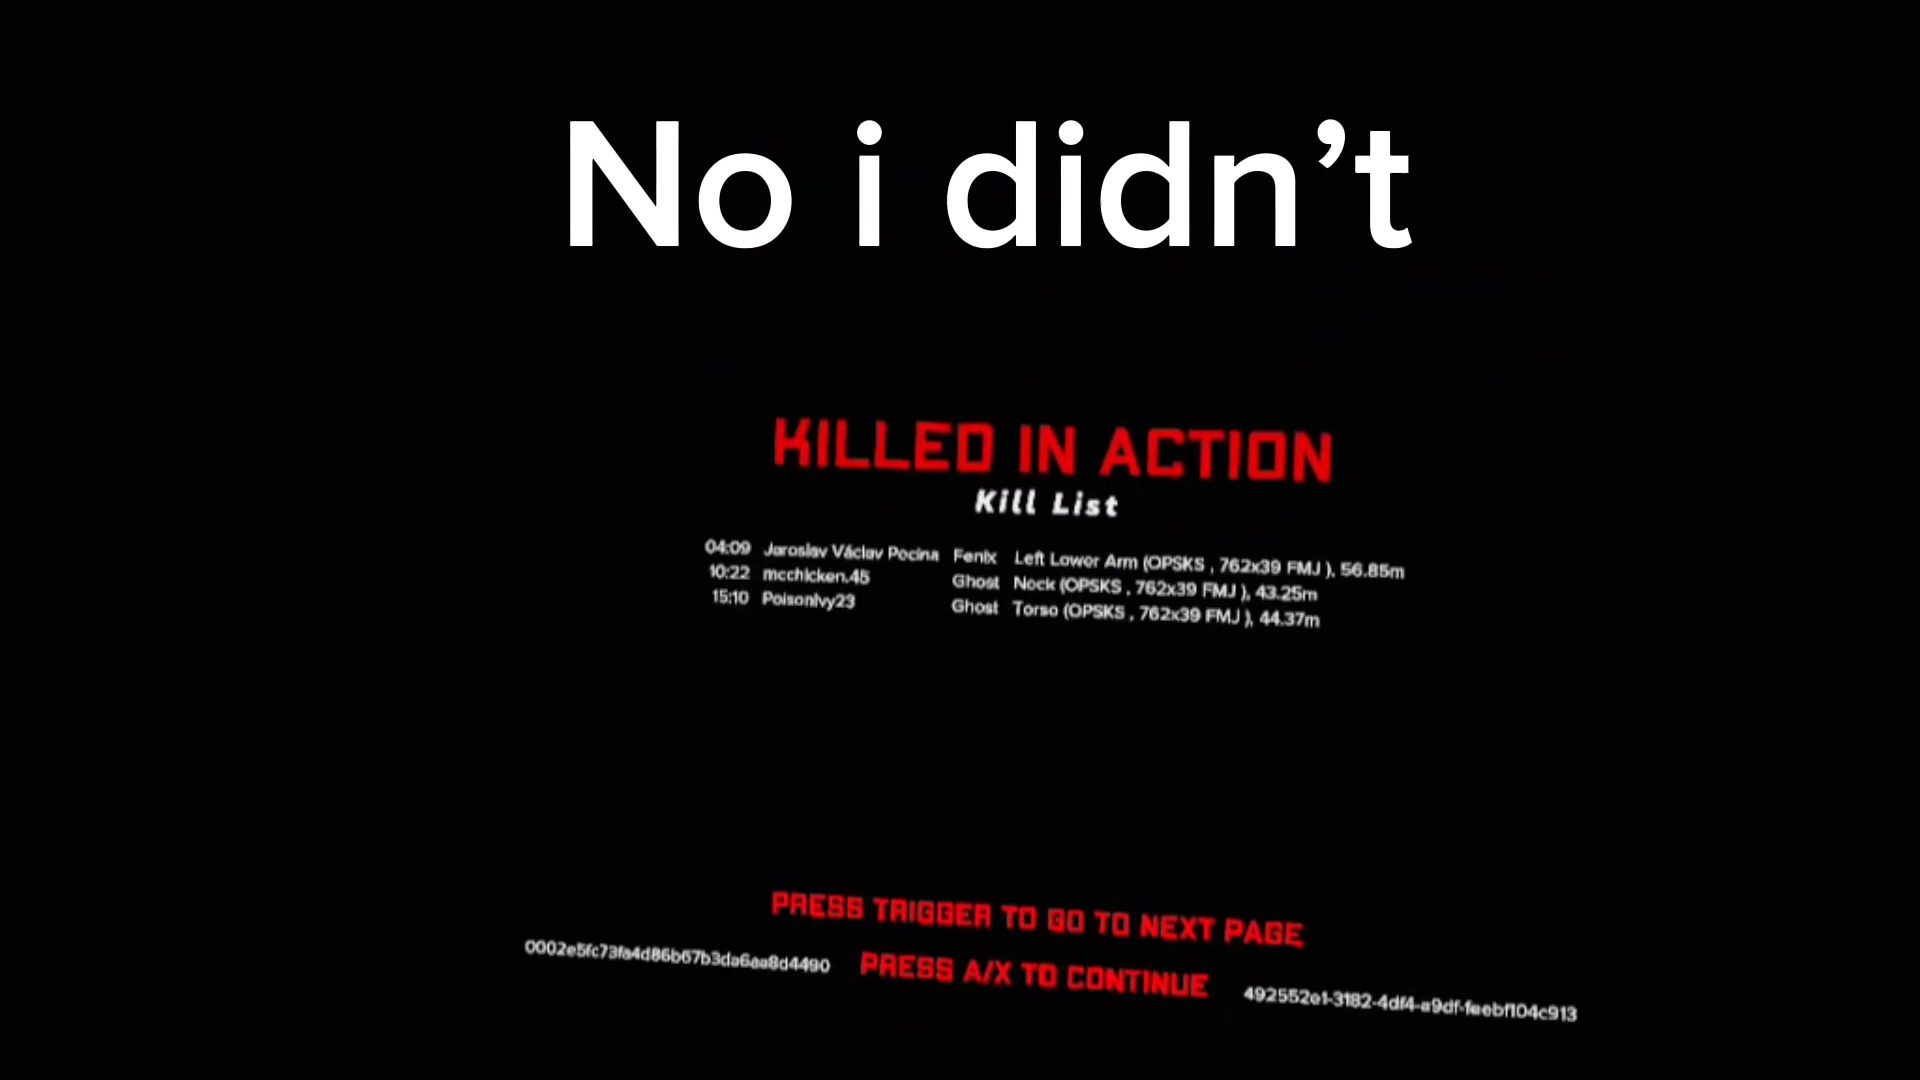 No i didn’t
KILLED IN ACTION
Kill List
04:09 Jaroslav Václav Pecina Fenix Left Lower Arm (OPSKS , 762x39 FMJ ), 56.85m
10:22 mcchicken.45 Ghost Neck (OPSKS , 762x39 FMJ ), 43.25m
15:10 PoisonIvy23 Ghost Torso (OPSKS , 762x39 FMJ ), 44.37m
PRESS TRIGGER TO GO TO NEXT PAGE
0002e5fc73fa4d86b67b3da6aa8d4490 PRESS A/X TO CONTINUE 492552e1-3182-4df4-a9df-feebf104c913